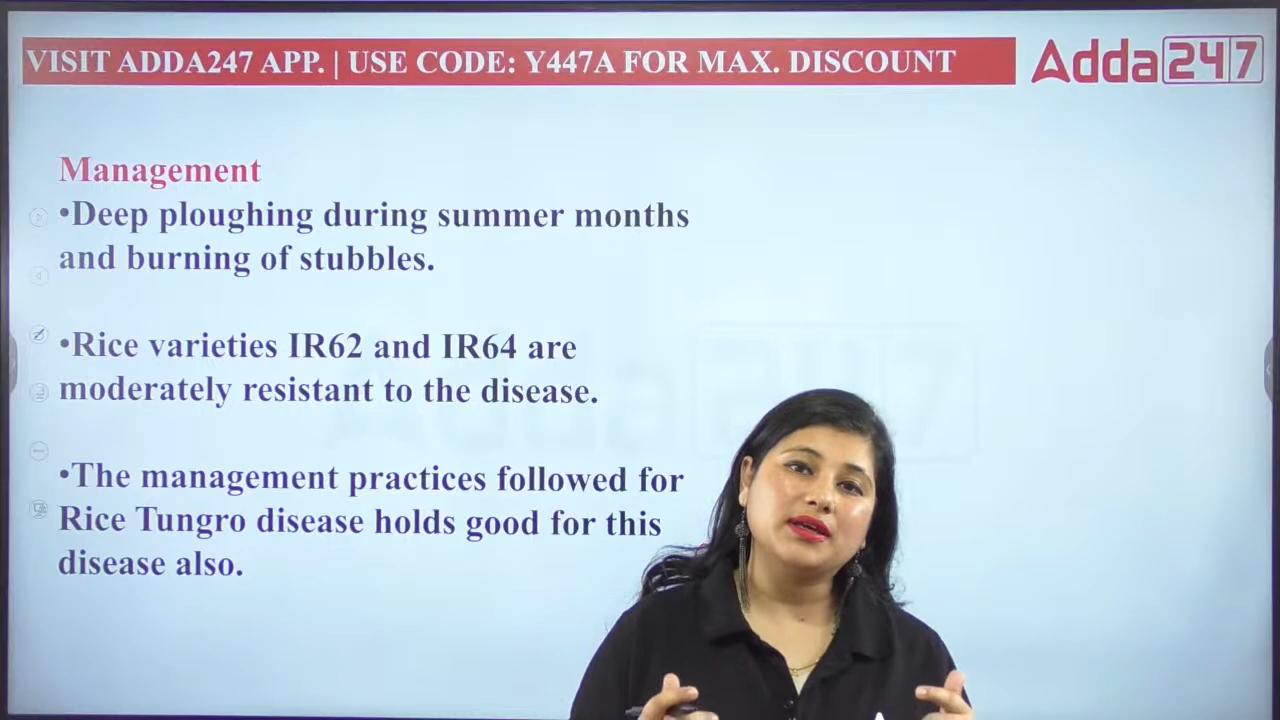 VISIT ADDA247 APP. | USE CODE: Y447A FOR MAX. DISCOUNT
Adda247
Management
•Deep ploughing during summer months
and burning of stubbles.
•Rice varieties IR62 and IR64 are
moderately resistant to the disease.
•The management practices followed for
Rice Tungro disease holds good for this
disease also.